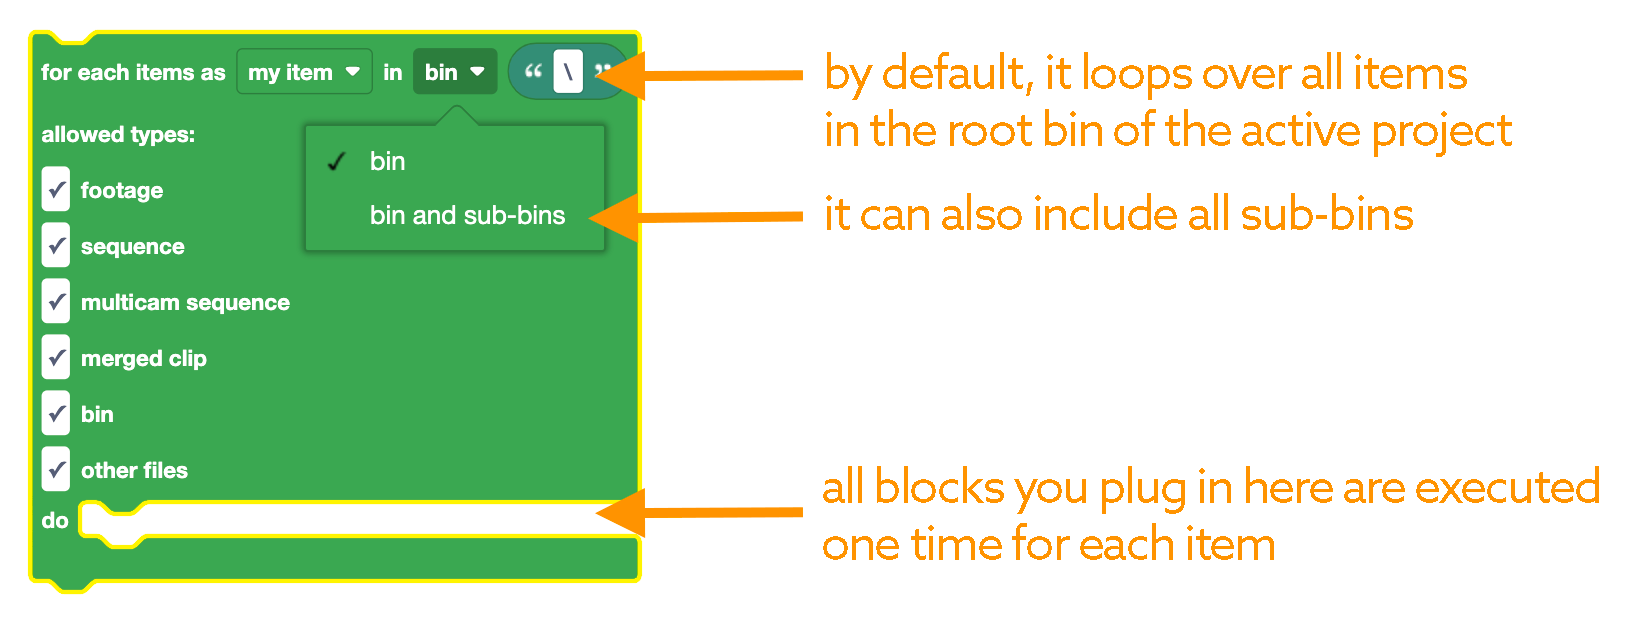 for each items as my item in bin “ \ ”
by default, it loops over all items
in the root bin of the active project
allowed types:
bin
bin and sub-bins
it can also include all sub-bins
footage
sequence
multicam sequence
merged clip
bin
other files
do
all blocks you plug in here are executed
one time for each item